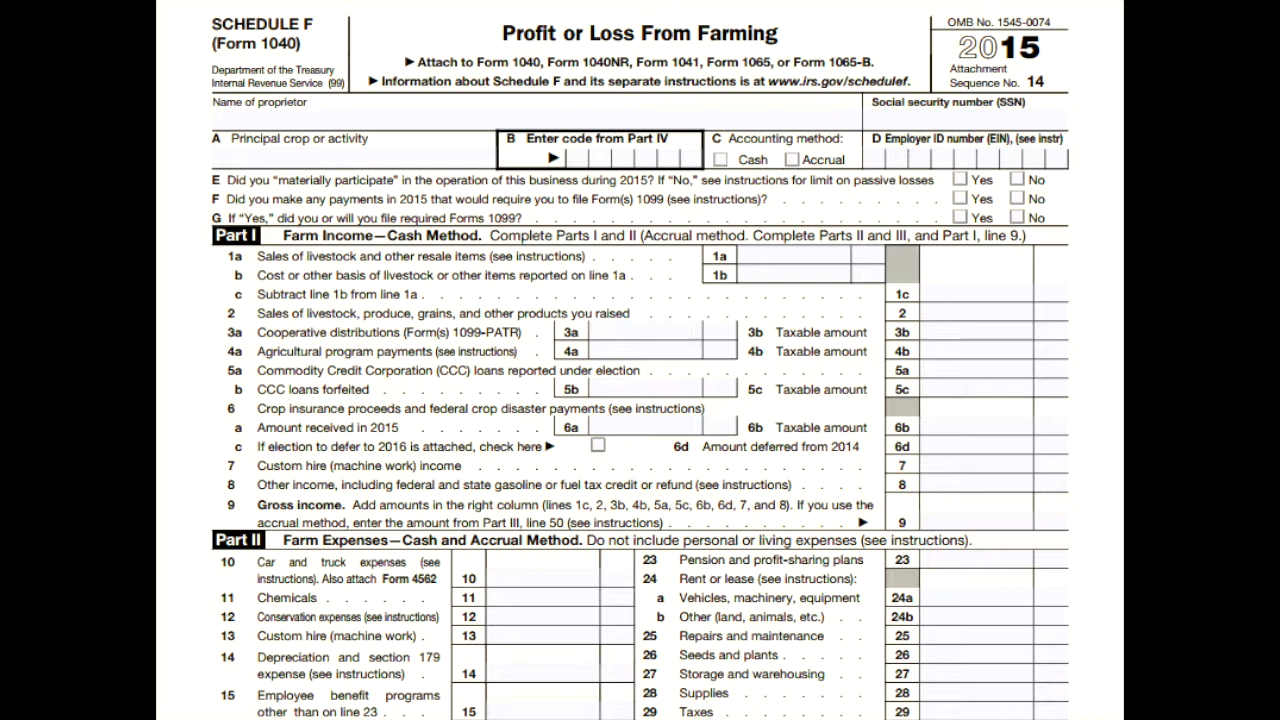 SCHEDULE F
(Form 1040)
Department of the Treasury
Internal Revenue Service (99)
Profit or Loss From Farming
▶ Attach to Form 1040, Form 1040NR, Form 1041, Form 1065, or Form 1065-B.
▶ Information about Schedule F and its separate instructions is at www.irs.gov/schedulef.
OMB No. 1545-0074
2015
Attachment
Sequence No. 14
Name of proprietor
Social security number (SSN)
A Principal crop or activity
B Enter code from Part IV
▶
C Accounting method:
Cash Accrual
D Employer ID number (EIN), (see instr)
E Did you “materially participate” in the operation of this business during 2015? If “No,” see instructions for limit on passive losses Yes No
F Did you make any payments in 2015 that would require you to file Form(s) 1099 (see instructions)? . . . . . . . . . Yes No
G If “Yes,” did you or will you file required Forms 1099? . . . . . . . . . . . . . . . . . . Yes No
Part I Farm Income—Cash Method. Complete Parts I and II (Accrual method. Complete Parts II and III, and Part I, line 9.)
1a Sales of livestock and other resale items (see instructions) . . . . . 1a
b Cost or other basis of livestock or other items reported on line 1a . . . 1b
c Subtract line 1b from line 1a . . . . . . . . . . . . . . . . . . . . 1c
2 Sales of livestock, produce, grains, and other products you raised . . . . . . . . . . 2
3a Cooperative distributions (Form(s) 1099-PATR) . 3a 3b Taxable amount 3b
4a Agricultural program payments (see instructions) . 4a 4b Taxable amount 4b
5a Commodity Credit Corporation (CCC) loans reported under election . . . . . . . . . . 5a
b CCC loans forfeited . . . . . . . 5b 5c Taxable amount 5c
6 Crop insurance proceeds and federal crop disaster payments (see instructions)
a Amount received in 2015 . . . . . . 6a 6b Taxable amount 6b
c If election to defer to 2016 is attached, check here ▶ 6d Amount deferred from 2014 6d
7 Custom hire (machine work) income . . . . . . . . . . . . . . . . . 7
8 Other income, including federal and state gasoline or fuel tax credit or refund (see instructions) . . . . 8
9 Gross income. Add amounts in the right column (lines 1c, 2, 3b, 4b, 5a, 5c, 6b, 6d, 7, and 8). If you use the
accrual method, enter the amount from Part III, line 50 (see instructions) . . . . . . . . . ▶ 9
Part II Farm Expenses—Cash and Accrual Method. Do not include personal or living expenses (see instructions).
10 Car and truck expenses (see
instructions). Also attach Form 4562 10
11 Chemicals . . . . . . 11
12 Conservation expenses (see instructions) 12
13 Custom hire (machine work) . 13
14 Depreciation and section 179
expense (see instructions) . 14
15 Employee benefit programs
other than on line 23 . . . 15
23 Pension and profit-sharing plans 23
24 Rent or lease (see instructions):
a Vehicles, machinery, equipment 24a
b Other (land, animals, etc.) . . 24b
25 Repairs and maintenance . . 25
26 Seeds and plants . . . . . 26
27 Storage and warehousing . . 27
28 Supplies . . . . . . . 28
29 Taxes . . . . . . . 29